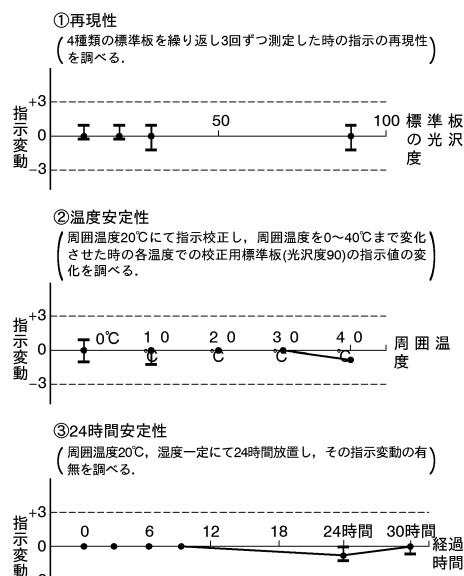 ①再現性
4種類の標準板を繰り返し3回ずつ測定した時の指示の再現性
を調べる.
指示変動
+3
0
−3
50
100
標準板の光沢度
②温度安定性
周囲温度20℃にて指示校正し，周囲温度を0〜40℃まで変化
させた時の各温度での校正用標準板(光沢度90)の指示値の変
化を調べる.
指示変動
+3
0
−3
0℃
10℃
20℃
30℃
40℃
周囲温度
③24時間安定性
周囲温度20℃，湿度一定にて24時間放置し，その指示変動の有
無を調べる.
指示変動
+3
0
0
6
12
18
24時間
30時間
経過時間